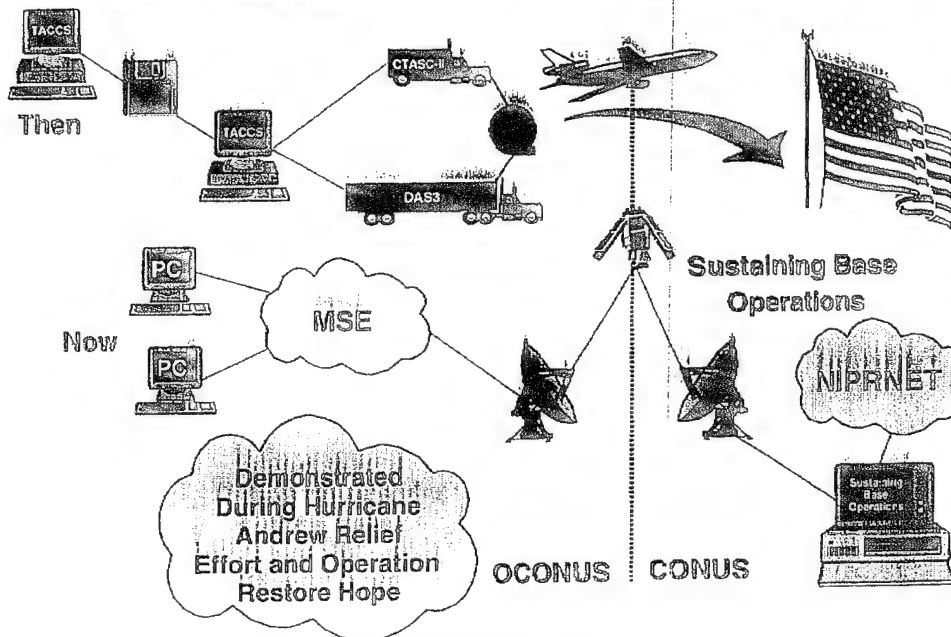 TACCS
Then
TACCS
CTASC-II
DAS3
Sustaining Base
Operations
PC
Now
PC
MSE
NIPRNET
Sustaining
Base
Operations
Demonstrated
During Hurricane
Andrew Relief
Effort and Operation
Restore Hope
OCONUS
CONUS